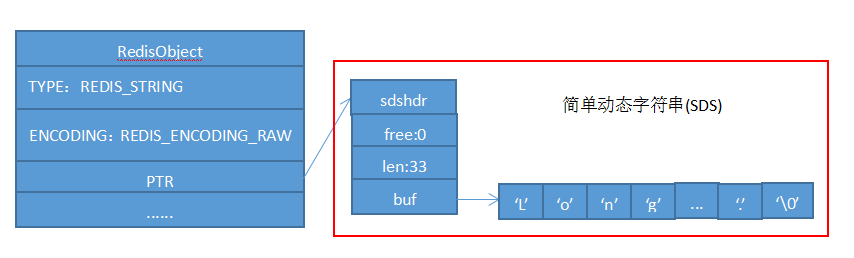 RedisObject
TYPE：REDIS_STRING
ENCODING：REDIS_ENCODING_RAW
PTR
......
sdshdr
free:0
len:33
buf
简单动态字符串(SDS)
‘L’ ‘o’ ‘n’ ‘g’ ... ‘.’ ‘\0’